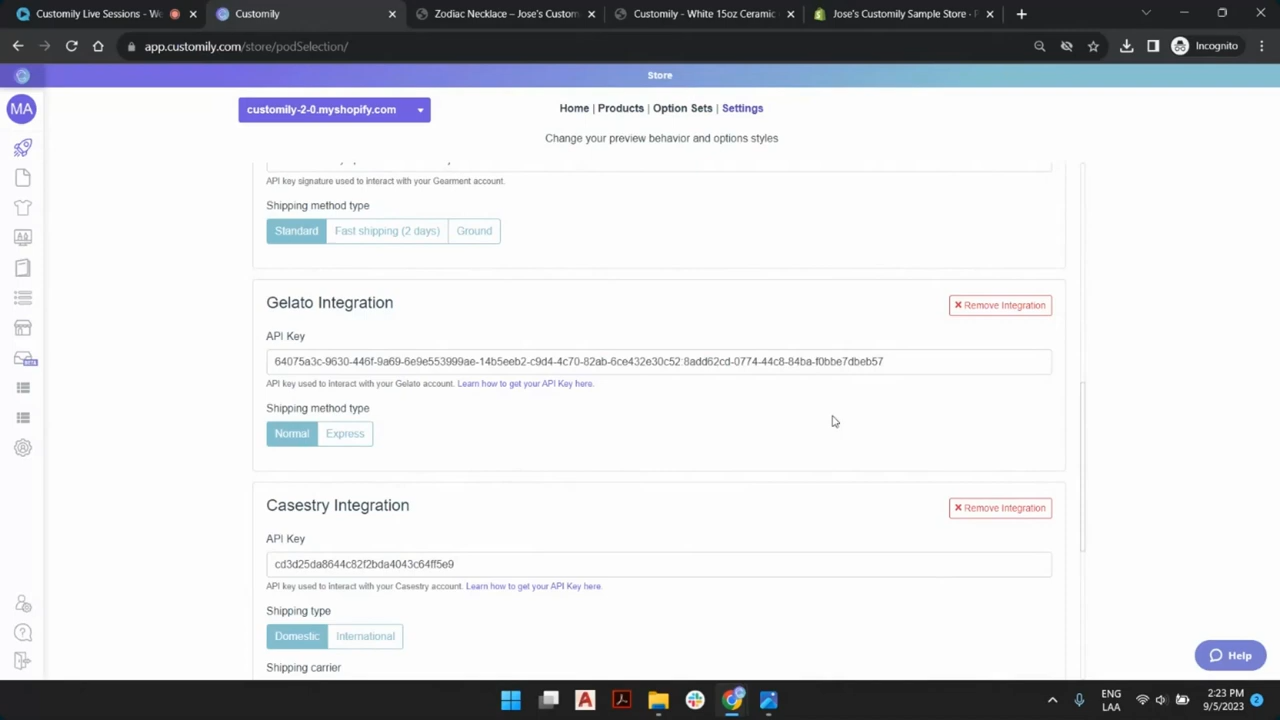 Customily Live Sessions - We
Customily
Zodiac Necklace – Jose's Custom
Customily - White 15oz Ceramic
Jose's Customily Sample Store · P
app.customily.com/store/podSelection/
Incognito
Store
MA
customily-2-0.myshopify.com
Home | Products | Option Sets | Settings
Change your preview behavior and options styles
API key signature used to interact with your Gearment account.
Shipping method type
Standard
Fast shipping (2 days)
Ground
Gelato Integration
Remove Integration
API Key
64075a3c-9630-446f-9a69-6e9e553999ae-14b5eeb2-c9d4-4c70-82ab-6ce432e30c52:8add62cd-0774-44c8-84ba-f0bbe7dbeb57
API key used to interact with your Gelato account. Learn how to get your API Key here.
Shipping method type
Normal
Express
Casestry Integration
Remove Integration
API Key
cd3d25da8644c82f2bda4043c64ff5e9
API key used to interact with your Casestry account. Learn how to get your API Key here.
Shipping type
Domestic
International
Shipping carrier
Help
ENG
LAA
2:23 PM
9/5/2023
2